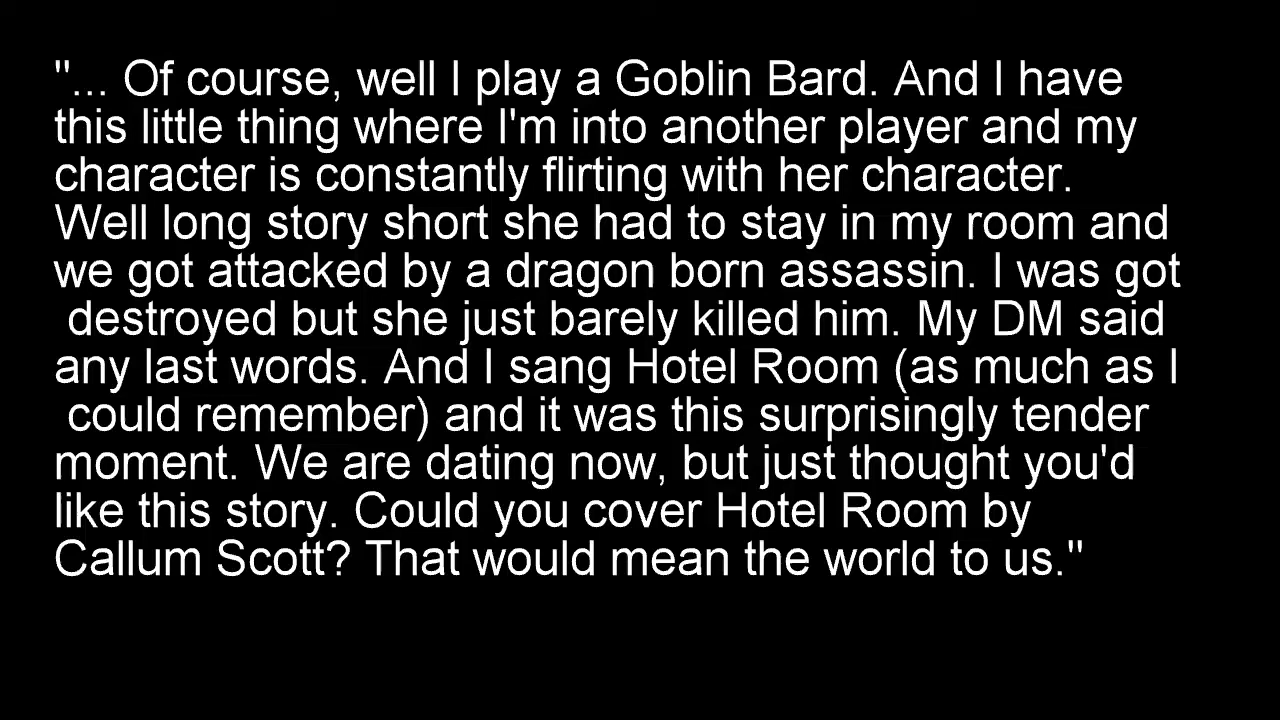 "... Of course, well I play a Goblin Bard. And I have
this little thing where I'm into another player and my
character is constantly flirting with her character.
Well long story short she had to stay in my room and
we got attacked by a dragon born assassin. I was got
destroyed but she just barely killed him. My DM said
any last words. And I sang Hotel Room (as much as I
could remember) and it was this surprisingly tender
moment. We are dating now, but just thought you'd
like this story. Could you cover Hotel Room by
Callum Scott? That would mean the world to us."